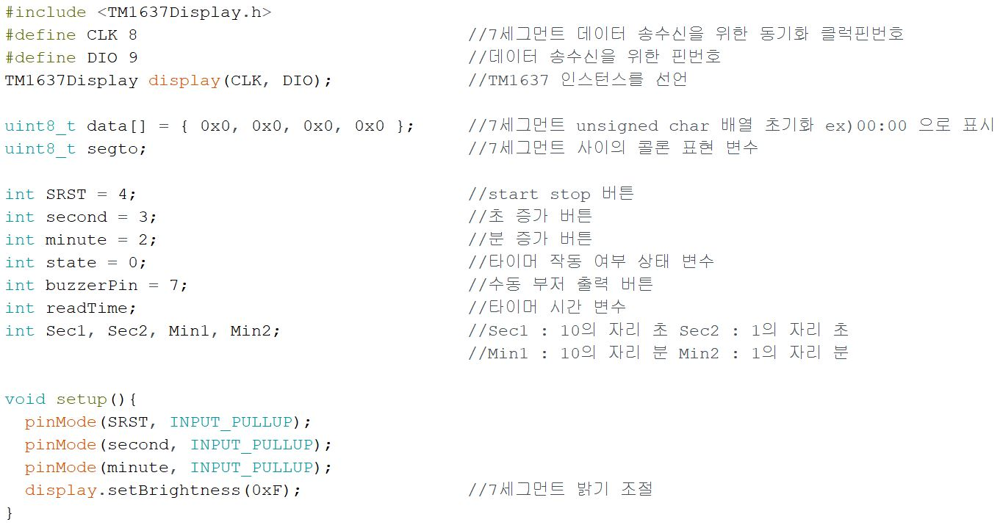 #include <TM1637Display.h>
#define CLK 8 //7세그먼트 데이터 송수신을 위한 동기화 클럭핀번호
#define DIO 9 //데이터 송수신을 위한 핀번호
TM1637Display display(CLK, DIO); //TM1637 인스턴스를 선언
uint8_t data[] = { 0x0, 0x0, 0x0, 0x0 }; //7세그먼트 unsigned char 배열 초기화 ex)00:00 으로 표시
uint8_t segto; //7세그먼트 사이의 콜론 표현 변수
int SRST = 4; //start stop 버튼
int second = 3; //초 증가 버튼
int minute = 2; //분 증가 버튼
int state = 0; //타이머 작동 여부 상태 변수
int buzzerPin = 7; //수동 부저 출력 버튼
int readTime; //타이머 시간 변수
int Sec1, Sec2, Min1, Min2; //Sec1 : 10의 자리 초 Sec2 : 1의 자리 초
//Min1 : 10의 자리 분 Min2 : 1의 자리 분
void setup(){
  pinMode(SRST, INPUT_PULLUP);
  pinMode(second, INPUT_PULLUP);
  pinMode(minute, INPUT_PULLUP);
  display.setBrightness(0xF); //7세그먼트 밝기 조절
}